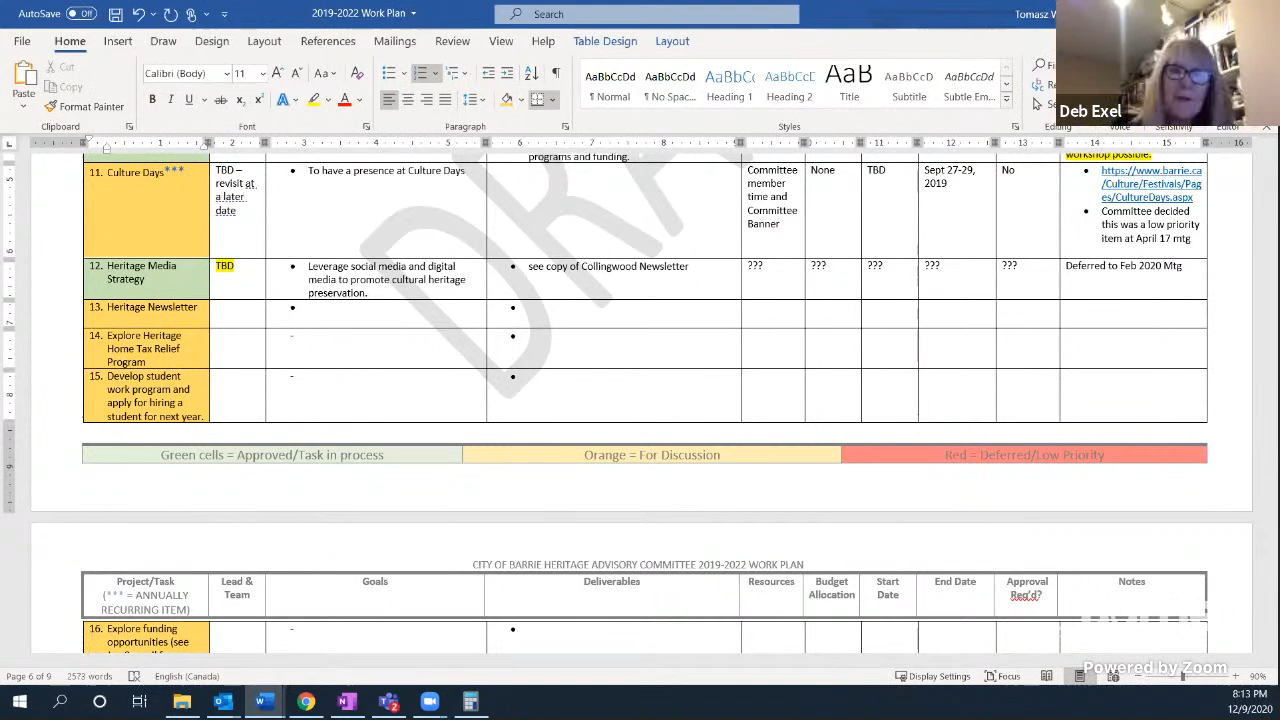 AutoSave On
2019-2022 Work Plan
Search
Tomasz W
File Home Insert Draw Design Layout References Mailings Review View Help Table Design Layout
Paste
Cut
Copy
Format Painter
Calibri (Body) 11
AaBbCcDd AaBbCcDd AaBbC AaBbCcD AaB AaBbCcD AaBbCcDd
¶ Normal ¶ No Spac... Heading 1 Heading 2 Title Subtitle Subtle Em...
Clipboard Font Paragraph Styles Editing Voice Sensitivity Editor
Deb Exel
programs and funding.
workshop possible.
11. Culture Days***
TBD –
revisit at
a later
date
• To have a presence at Culture Days
Committee
member
time and
Committee
Banner
None
TBD
Sept 27-29,
2019
No
• https://www.barrie.ca
/Culture/Festivals/Pag
es/CultureDays.aspx
• Committee decided
this was a low priority
item at April 17 mtg
12. Heritage Media
Strategy
TBD
• Leverage social media and digital
media to promote cultural heritage
preservation.
• see copy of Collingwood Newsletter
??? ??? ??? ??? ???
Deferred to Feb 2020 Mtg
13. Heritage Newsletter
14. Explore Heritage
Home Tax Relief
Program
15. Develop student
work program and
apply for hiring a
student for next year.
Green cells = Approved/Task in process
Orange = For Discussion
Red = Deferred/Low Priority
CITY OF BARRIE HERITAGE ADVISORY COMMITTEE 2019-2022 WORK PLAN
Project/Task
(*** = ANNUALLY
RECURRING ITEM)
Lead &
Team
Goals
Deliverables
Resources
Budget
Allocation
Start
Date
End Date
Approval
Req'd?
Notes
16. Explore funding
opportunities (see
Powered by Zoom
Page 6 of 9 2573 words English (Canada) Display Settings Focus 90%
8:13 PM
12/9/2020